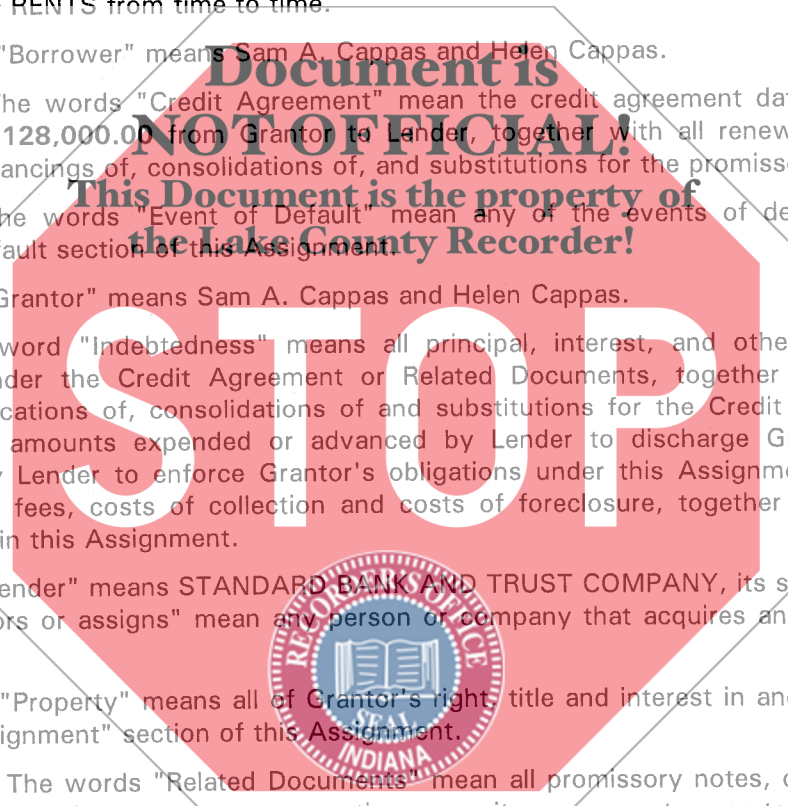 RENTS from time to time.
"Borrower" means Sam A. Cappas and Helen Cappas.
Document is
The words "Credit Agreement" mean the credit agreement dat
128,000.00 from Grantor to Lender, together with all renew
NOT OFFICIAL!
ancings of, consolidations of, and substitutions for the promisso
This Document is the property of
he words "Event of Default" mean any of the events of de
the Lake County Recorder!
fault section of this Assignment.
Grantor" means Sam A. Cappas and Helen Cappas.
STOP
word "Indebtedness" means all principal, interest, and othe
nder the Credit Agreement or Related Documents, together
cations of, consolidations of and substitutions for the Credit
amounts expended or advanced by Lender to discharge G
y Lender to enforce Grantor's obligations under this Assignme
fees, costs of collection and costs of foreclosure, together
in this Assignment.
ender" means STANDARD BANK AND TRUST COMPANY, its s
ors or assigns" mean any person or company that acquires an
RECORDER'S OFFICE
"Property" means all of Grantor's right, title and interest in and
SEAL
ignment" section of this Assignment.
INDIANA
The words "Related Documents" mean all promissory notes, c